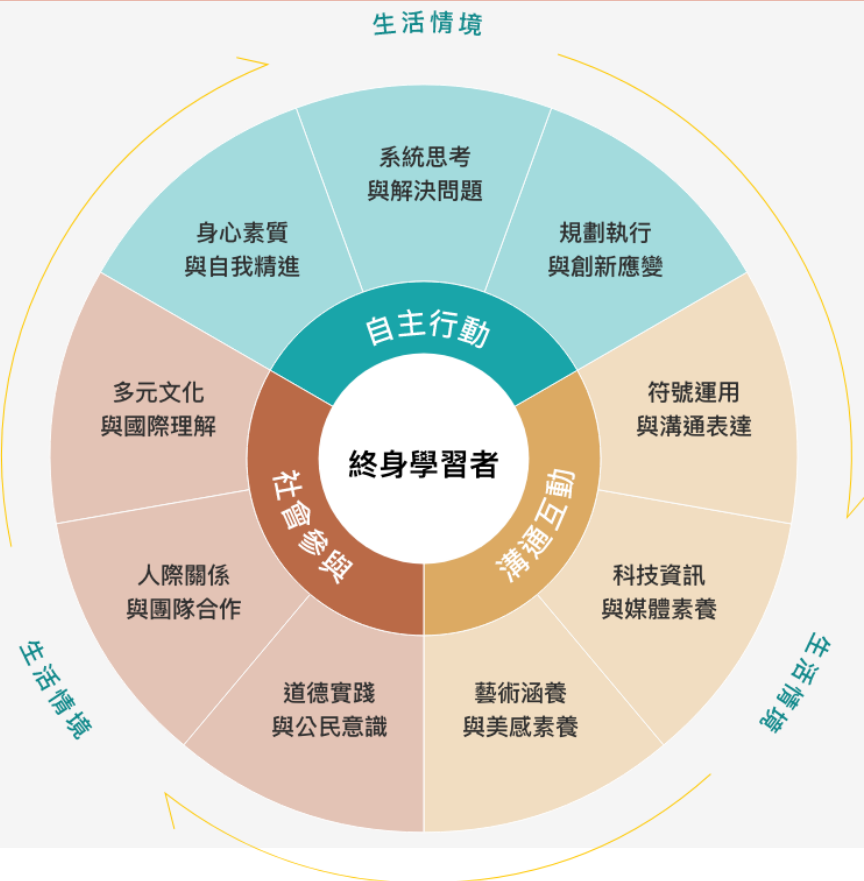 生活情境
系統思考
與解決問題
身心素質
與自我精進
規劃執行
與創新應變
自主行動
多元文化
與國際理解
符號運用
與溝通表達
終身學習者
社會參與
溝通互動
人際關係
與團隊合作
科技資訊
與媒體素養
道德實踐
與公民意識
藝術涵養
與美感素養
生活情境
生活情境